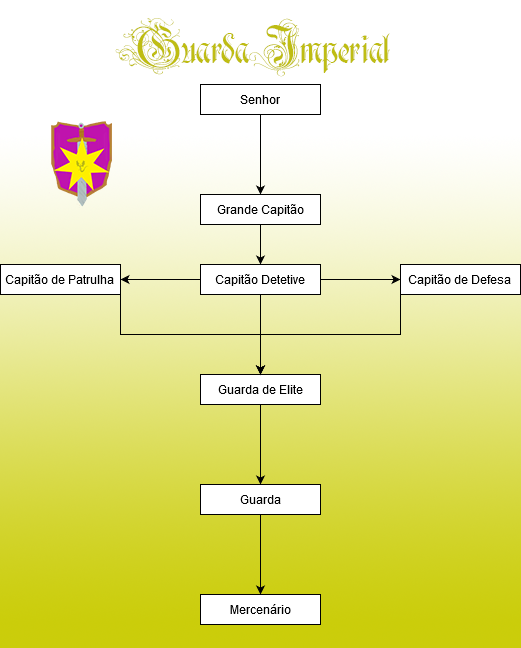 Guarda Imperial
Senhor
Grande Capitão
Capitão de Patrulha
Capitão Detetive
Capitão de Defesa
Guarda de Elite
Guarda
Mercenário